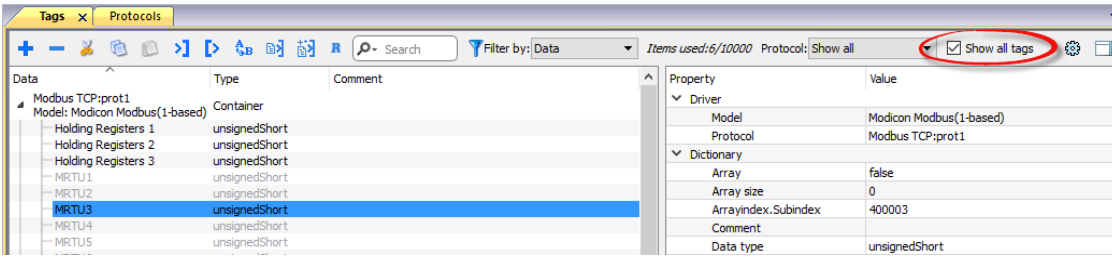 Tags x Protocols
A B R Search Filter by: Data Items used:6/10000 Protocol: Show all Show all tags
Data Type Comment Property Value
Modbus TCP:prot1
Model: Modicon Modbus(1-based) Container
Driver
Model Modicon Modbus(1-based)
Holding Registers 1 unsignedShort
Protocol Modbus TCP:prot1
Holding Registers 2 unsignedShort
Dictionary
Holding Registers 3 unsignedShort
Array false
MRTU1 unsignedShort
Array size 0
MRTU2 unsignedShort
MRTU3 unsignedShort
Arrayindex.Subindex 400003
MRTU4 unsignedShort
Comment
MRTU5 unsignedShort
Data type unsignedShort